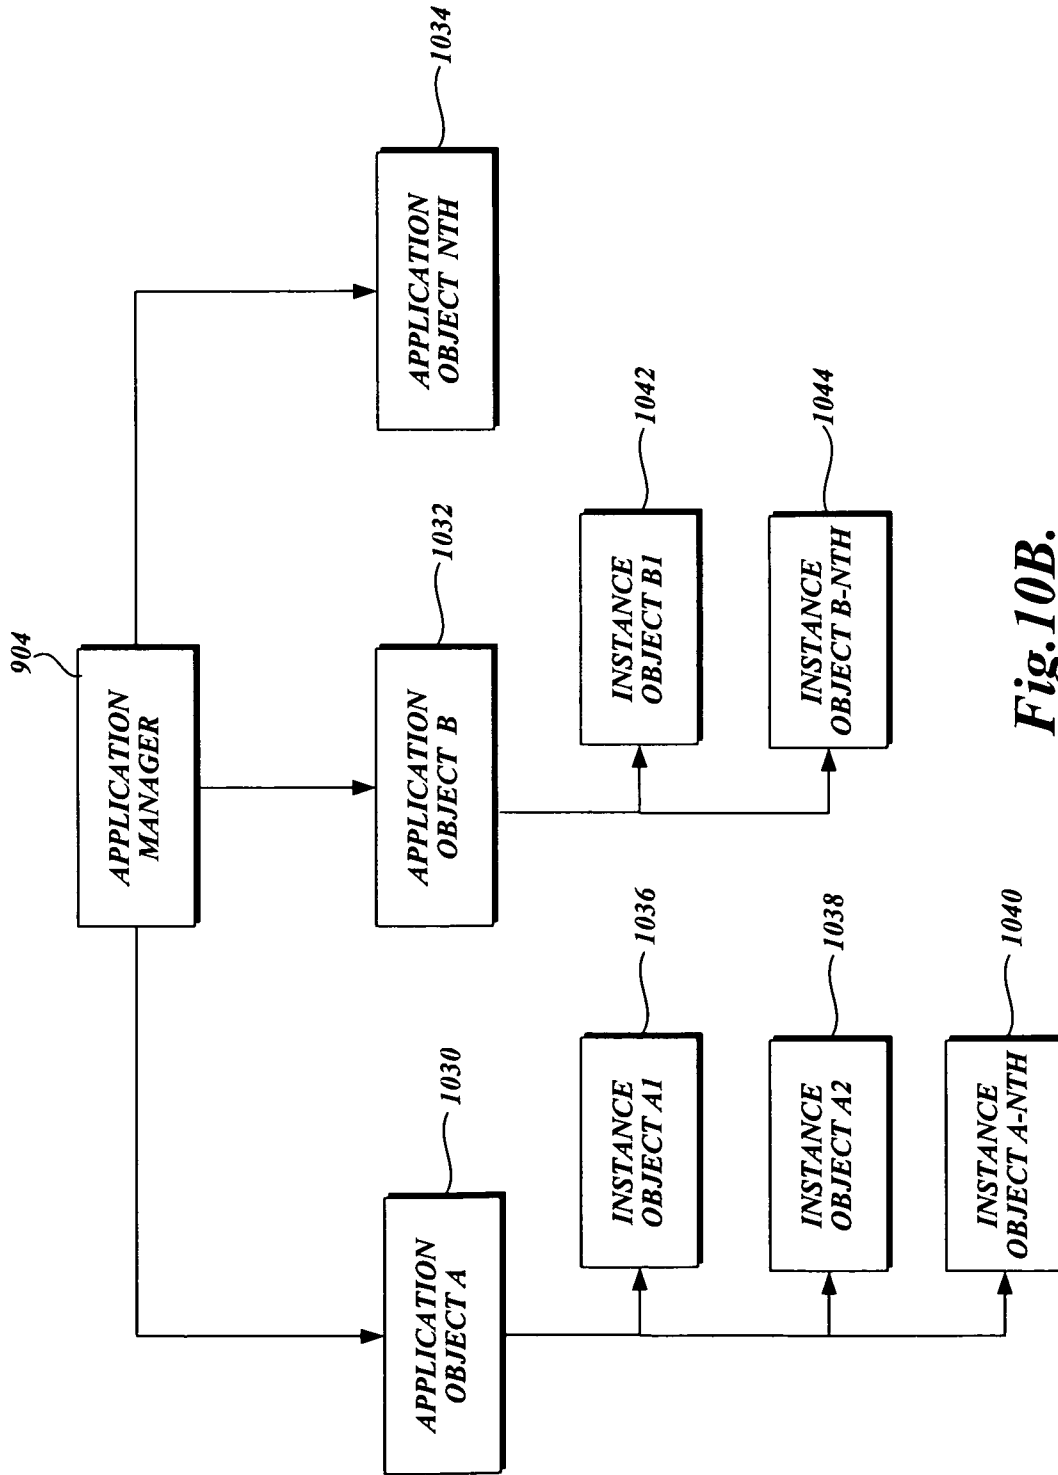 904
APPLICATION
MANAGER
1030
APPLICATION
OBJECT A
1032
APPLICATION
OBJECT B
1034
APPLICATION
OBJECT NTH
1036
INSTANCE
OBJECT A1
1042
INSTANCE
OBJECT B1
1038
INSTANCE
OBJECT A2
1044
INSTANCE
OBJECT B-NTH
1040
INSTANCE
OBJECT A-NTH
Fig.10B.